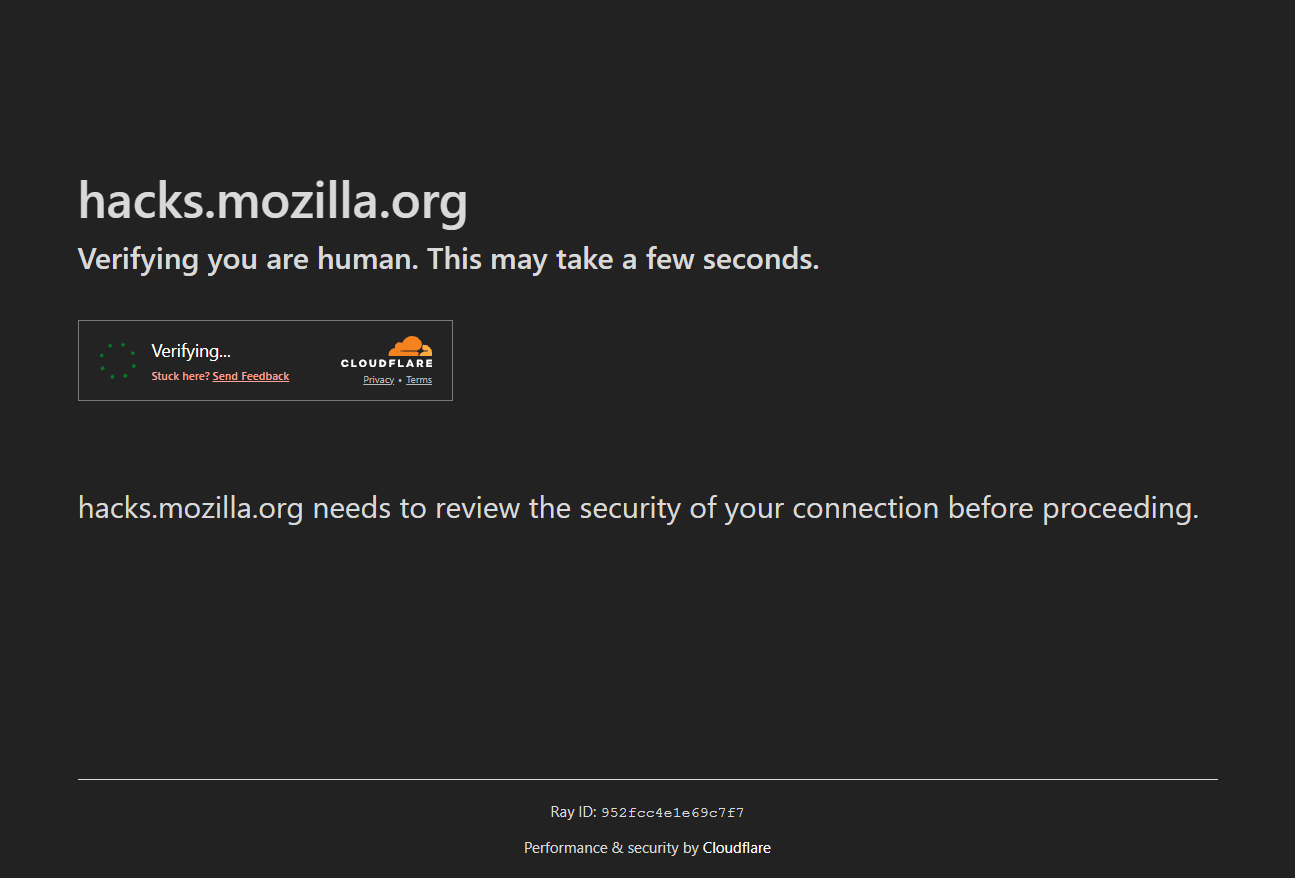 hacks.mozilla.org
Verifying you are human. This may take a few seconds.
Verifying...
Stuck here? Send Feedback
CLOUDFLARE
Privacy • Terms
hacks.mozilla.org needs to review the security of your connection before proceeding.
Ray ID: 952fcc4e1e69c7f7
Performance & security by Cloudflare